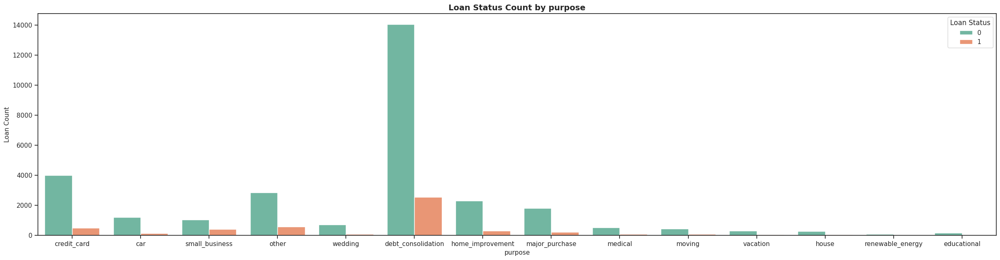 Loan Status Count by purpose
Loan Status
0
1
Loan Count
14000
12000
10000
8000
6000
4000
2000
0
credit_card car small_business other wedding debt_consolidation home_improvement major_purchase medical moving vacation house renewable_energy educational
purpose